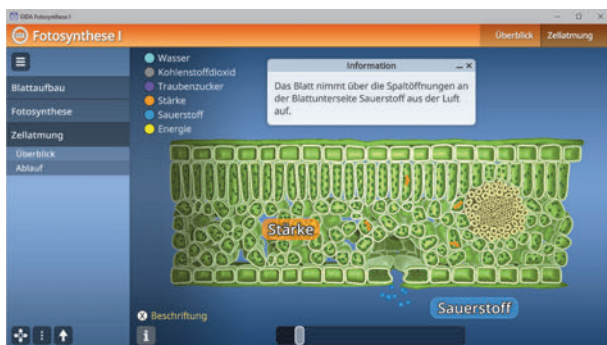 GIDA Fotosynthese I
GIDA Fotosynthese I
Überblick Zellatmung
Blattaufbau
Fotosynthese
Zellatmung
Überblick
Ablauf
Wasser
Kohlenstoffdioxid
Traubenzucker
Stärke
Sauerstoff
Energie
Information
Das Blatt nimmt über die Spaltöffnungen an
der Blattunterseite Sauerstoff aus der Luft
auf.
Stärke
Sauerstoff
X Beschriftung
i